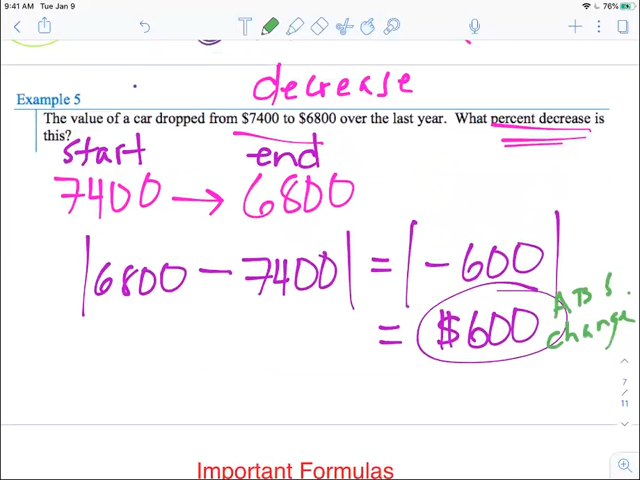 9:41 AM Tue Jan 9
76%
decrease
Example 5
The value of a car dropped from $7400 to $6800 over the last year. What percent decrease is
this?
start end
7400 → 6800
|6800 - 7400| = |-600|
= $600
ABS.
change
7
/
11
Important Formulas